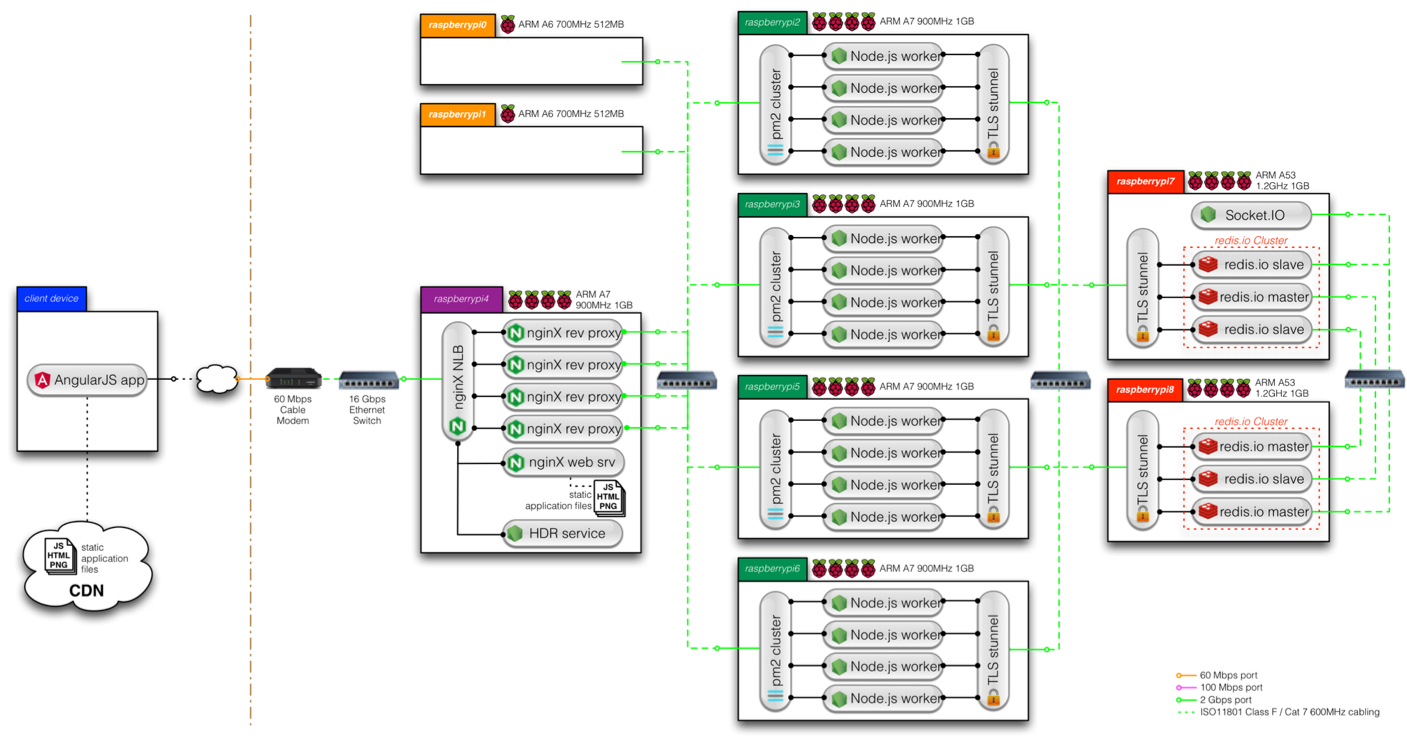 raspberrypi0
ARM A6 700MHz 512MB
raspberrypi1
ARM A6 700MHz 512MB
client device
AngularJS app
JS
HTML
PNG
static
application
files
CDN
60 Mbps
Cable
Modem
16 Gbps
Ethernet
Switch
raspberrypi4
ARM A7
900MHz 1GB
nginX NLB
nginX rev proxy
nginX rev proxy
nginX rev proxy
nginX rev proxy
nginX web srv
static
application files
JS
HTML
PNG
HDR service
raspberrypi2
ARM A7 900MHz 1GB
pm2 cluster
Node.js worker
Node.js worker
Node.js worker
Node.js worker
TLS stunnel
raspberrypi3
ARM A7 900MHz 1GB
pm2 cluster
Node.js worker
Node.js worker
Node.js worker
Node.js worker
TLS stunnel
raspberrypi5
ARM A7 900MHz 1GB
pm2 cluster
Node.js worker
Node.js worker
Node.js worker
Node.js worker
TLS stunnel
raspberrypi6
ARM A7 900MHz 1GB
pm2 cluster
Node.js worker
Node.js worker
Node.js worker
Node.js worker
TLS stunnel
raspberrypi7
ARM A53
1.2GHz 1GB
Socket.IO
redis.io Cluster
TLS stunnel
redis.io slave
redis.io master
redis.io slave
raspberrypi8
ARM A53
1.2GHz 1GB
redis.io Cluster
TLS stunnel
redis.io master
redis.io slave
redis.io master
60 Mbps port
100 Mbps port
2 Gbps port
ISO11801 Class F / Cat 7 600MHz cabling